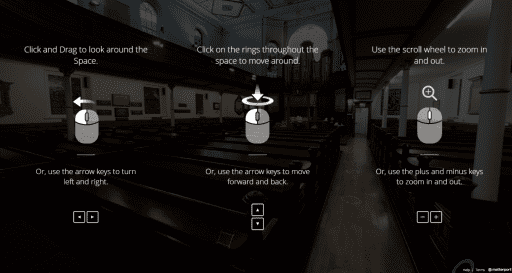 Click and Drag to look around the
Space.
Click on the rings throughout the
space to move around.
Use the scroll wheel to zoom in
and out.
Or, use the arrow keys to turn
left and right.
Or, use the arrow keys to move
forward and back.
Or, use the plus and minus keys
to zoom in and out.
Help | Terms matterport